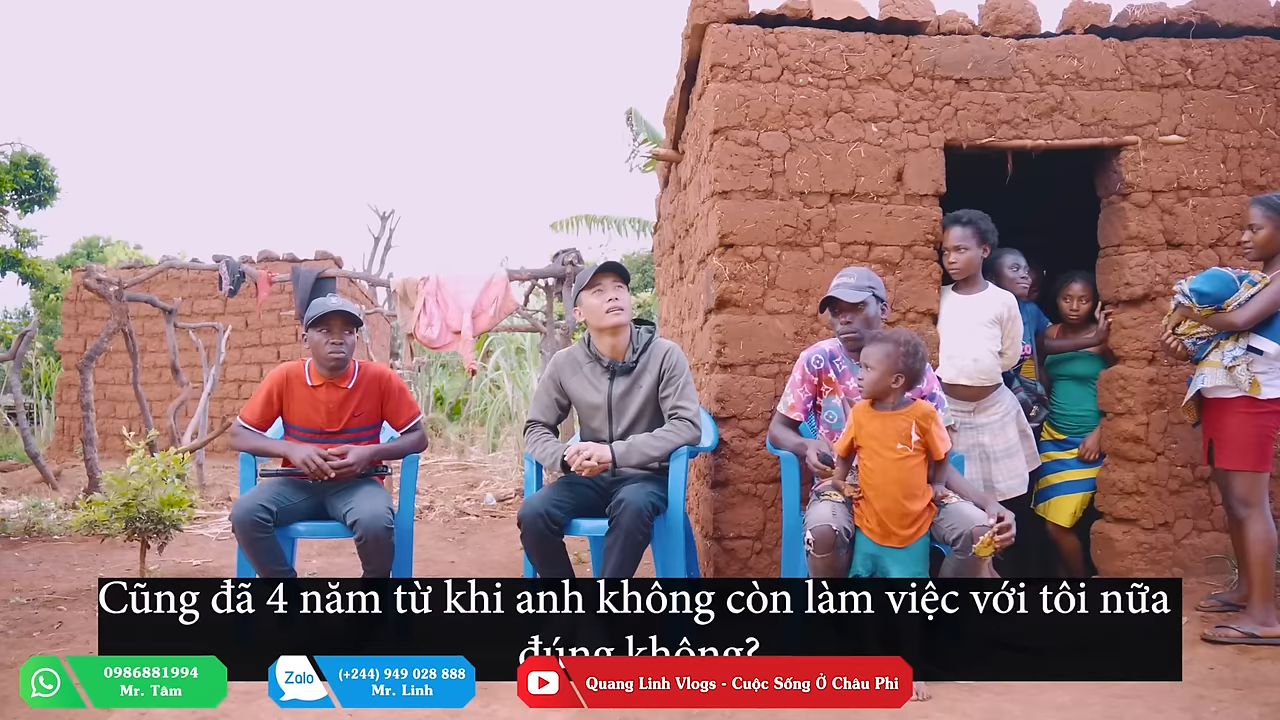 Cũng đã 4 năm từ khi anh không còn làm việc với tôi nữa
đúng không?
0986881994
Mr. Tâm
Zalo
(+244) 949 028 888
Mr. Linh
Quang Linh Vlogs - Cuộc Sống Ở Châu Phi